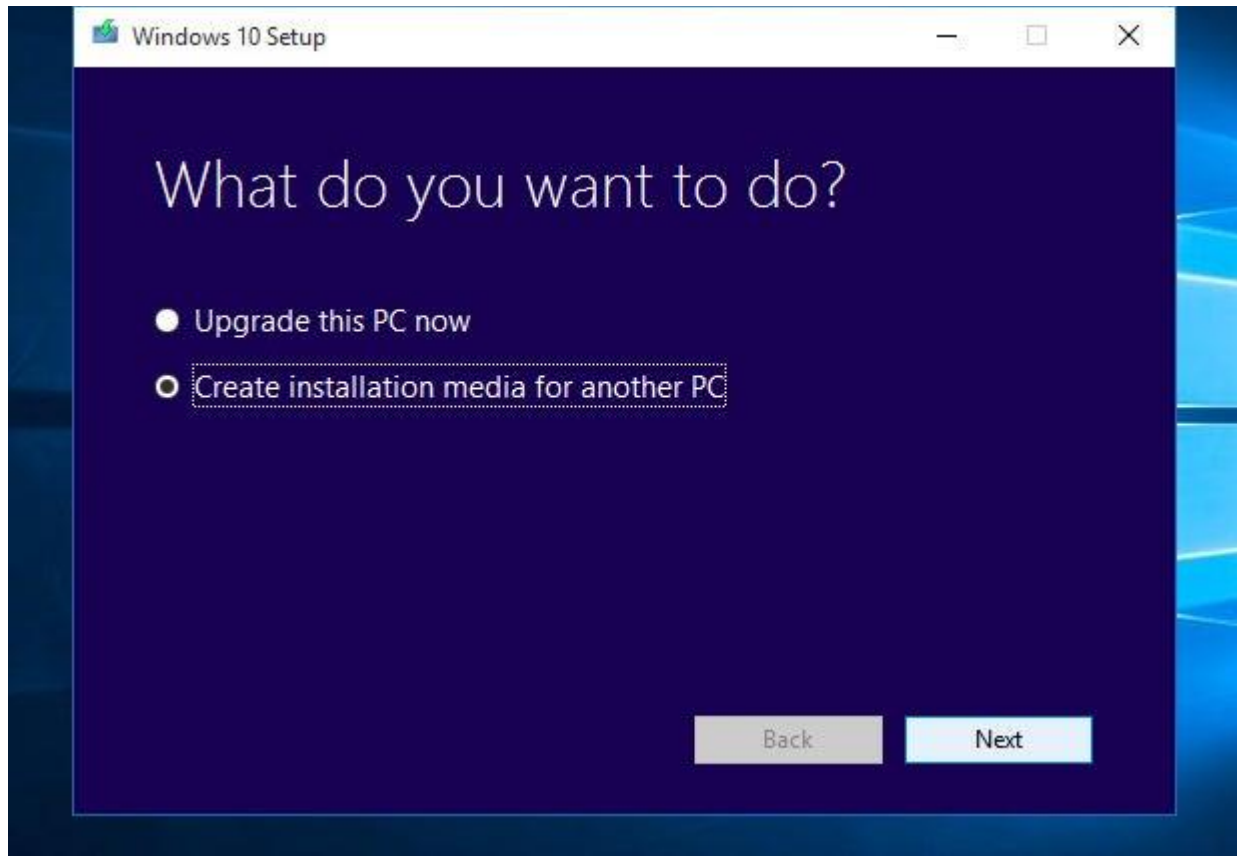 Windows 10 Setup
What do you want to do?
Upgrade this PC now
Create installation media for another PC
Back
Next